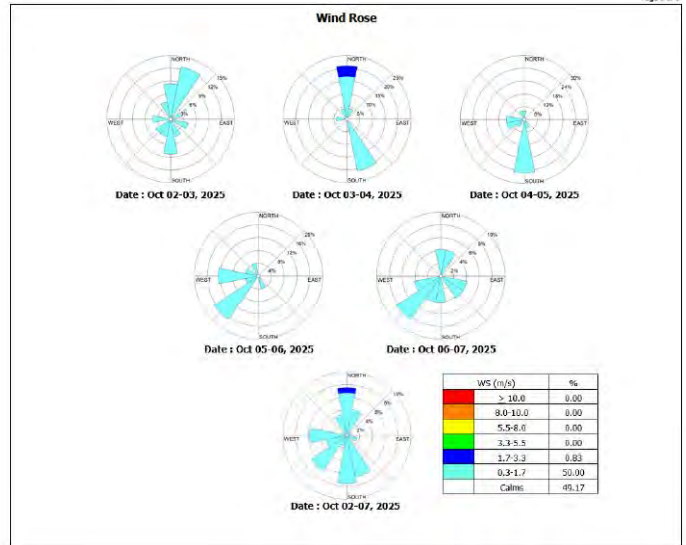 Wind Rose
NORTH
15%
12%
9%
6%
3%
WEST
EAST
SOUTH
Date : Oct 02-03, 2025
NORTH
25%
20%
15%
10%
5%
WEST
EAST
SOUTH
Date : Oct 03-04, 2025
NORTH
30%
24%
18%
12%
6%
WEST
EAST
SOUTH
Date : Oct 04-05, 2025
NORTH
20%
16%
12%
8%
4%
WEST
EAST
SOUTH
Date : Oct 05-06, 2025
NORTH
10%
8%
6%
4%
2%
WEST
EAST
SOUTH
Date : Oct 06-07, 2025
NORTH
10%
8%
6%
4%
2%
WEST
EAST
SOUTH
Date : Oct 02-07, 2025
WS (m/s) %
≥ 10.0 0.00
8.0-10.0 0.00
5.5-8.0 0.00
3.3-5.5 0.00
1.7-3.3 0.83
0.3-1.7 50.00
Calms 49.17